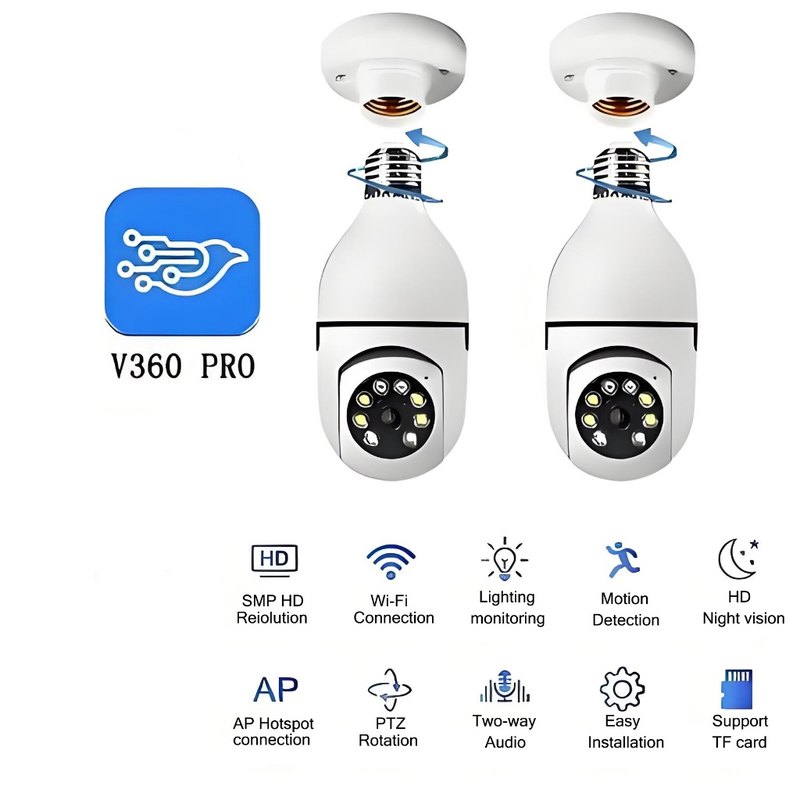 V360 PRO
HD
SMP HD
Reiolution
Wi-Fi
Connection
Lighting
monitoring
Motion
Detection
HD
Night vision
AP
AP Hotspot
connection
PTZ
Rotation
Two-way
Audio
Easy
Installation
Support
TF card